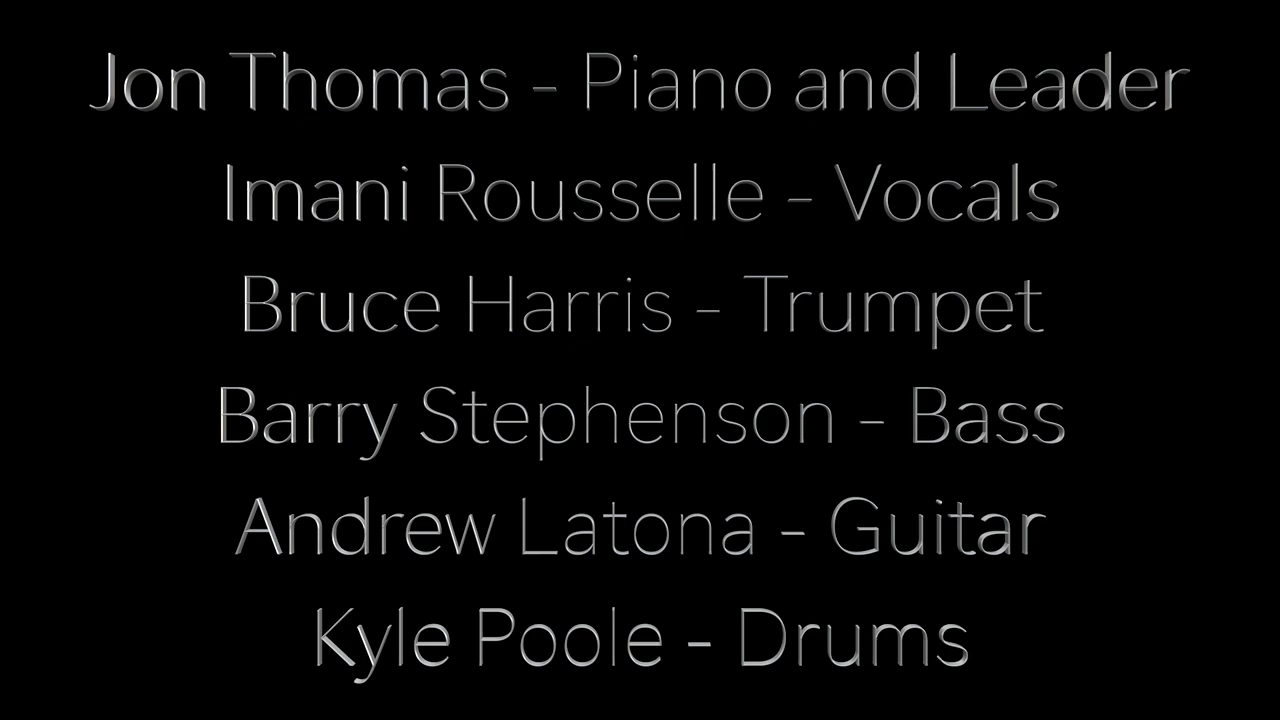 Jon Thomas - Piano and Leader
Imani Rousselle - Vocals
Bruce Harris - Trumpet
Barry Stephenson - Bass
Andrew Latona - Guitar
Kyle Poole - Drums